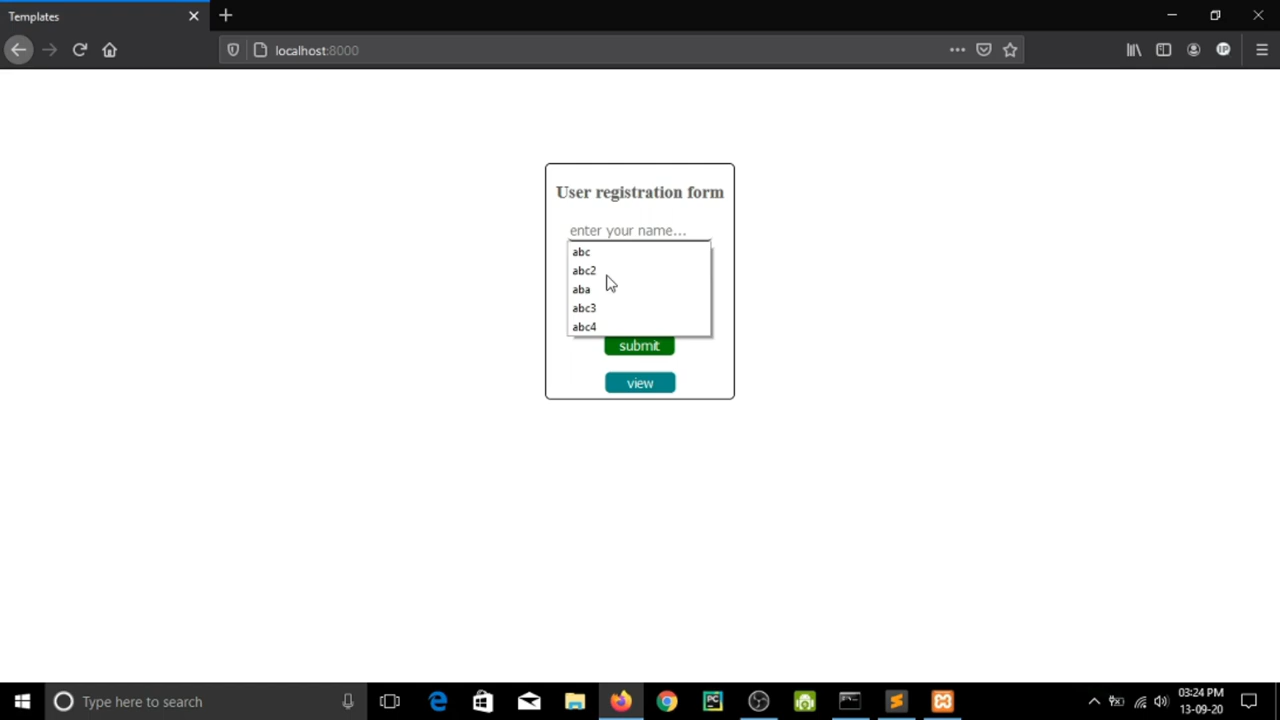 Templates
localhost:8000
User registration form
enter your name...
abc
abc2
aba
abc3
abc4
submit
view
Type here to search
PC
03:24 PM
13-09-20